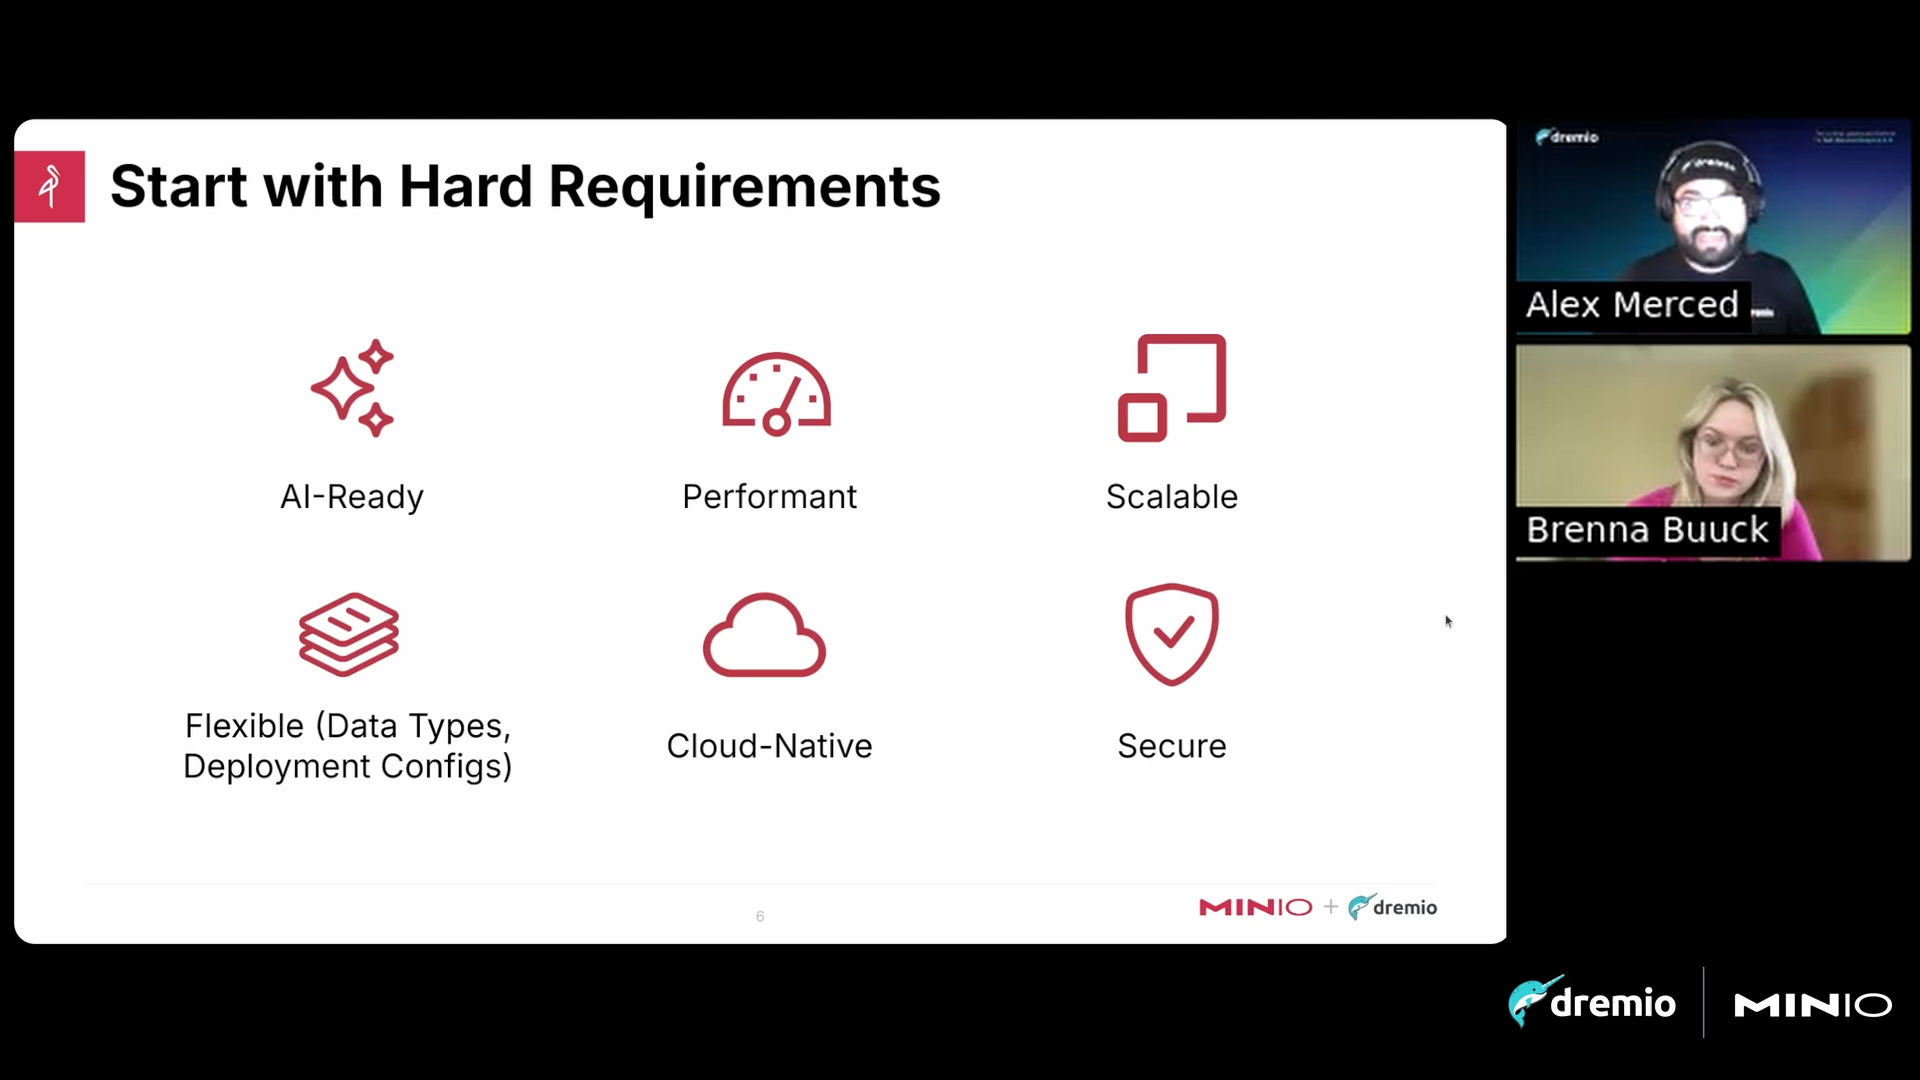 Start with Hard Requirements
AI-Ready
Performant
Scalable
Flexible (Data Types,
Deployment Configs)
Cloud-Native
Secure
6
MINIO + dremio
dremio
Alex Merced
Brenna Buuck
dremio
MINIO